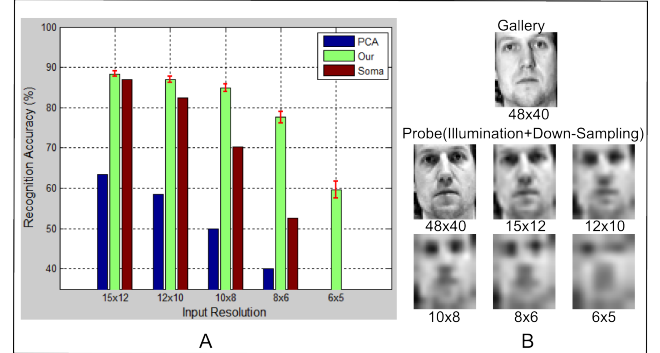 100
90
80
70
60
50
40
Recognition Accuracy (%)
PCA
Our
Soma
15x12
12x10
10x8
8x6
6x5
Input Resolution
A
Gallery
48x40
Probe(Illumination+Down-Sampling)
48x40
15x12
12x10
10x8
8x6
6x5
B